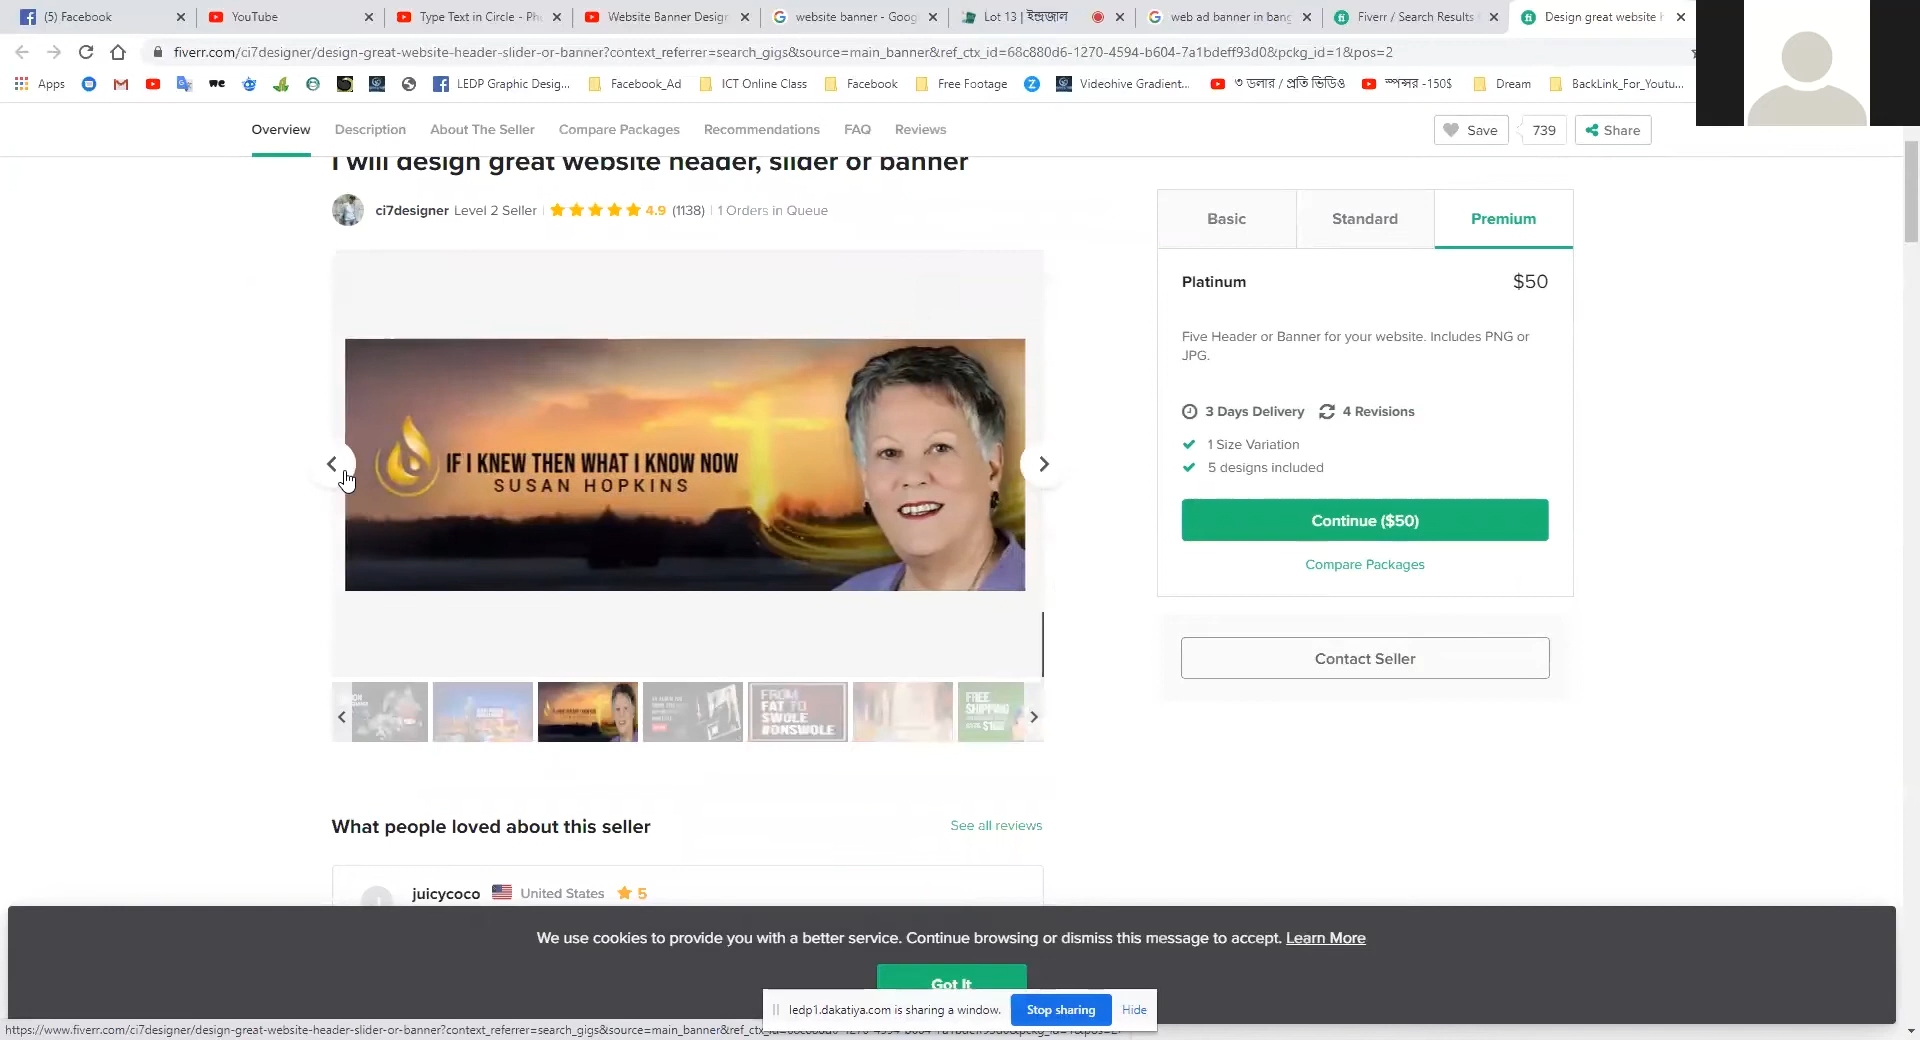 (5) Facebook
YouTube
Type Text in Circle - Ph
Website Banner Design
website banner - Goog
Lot 13 | ইন্দ্রজাল
web ad banner in bang
Fiverr / Search Results
Design great website h
fiverr.com/ci7designer/design-great-website-header-slider-or-banner?context_referrer=search_gigs&source=main_banner&ref_ctx_id=68c880d6-1270-4594-b604-7a1bdeff93d0&pckg_id=1&pos=2
Apps
LEDP Graphic Desig...
Facebook_Ad
ICT Online Class
Facebook
Free Footage
Videohive Gradient...
৩ ডলার / প্রতি ভিডিও
স্পন্সর -150$
Dream
BackLink_For_Youtu...
Overview
Description
About The Seller
Compare Packages
Recommendations
FAQ
Reviews
Save
739
Share
I will design great website header, slider or banner
ci7designer Level 2 Seller 4.9 (1138) | 1 Orders in Queue
Basic
Standard
Premium
Platinum
$50
Five Header or Banner for your website. Includes PNG or
JPG.
3 Days Delivery
4 Revisions
1 Size Variation
5 designs included
Continue ($50)
Compare Packages
Contact Seller
IF I KNEW THEN WHAT I KNOW NOW
SUSAN HOPKINS
FROM
FAT TO
SWOLE
#ONSWOLE
FREE
SHIPPING
What people loved about this seller
See all reviews
juicycoco United States 5
We use cookies to provide you with a better service. Continue browsing or dismiss this message to accept. Learn More
Got It
ledp1.dakatiya.com is sharing a window.
Stop sharing
Hide